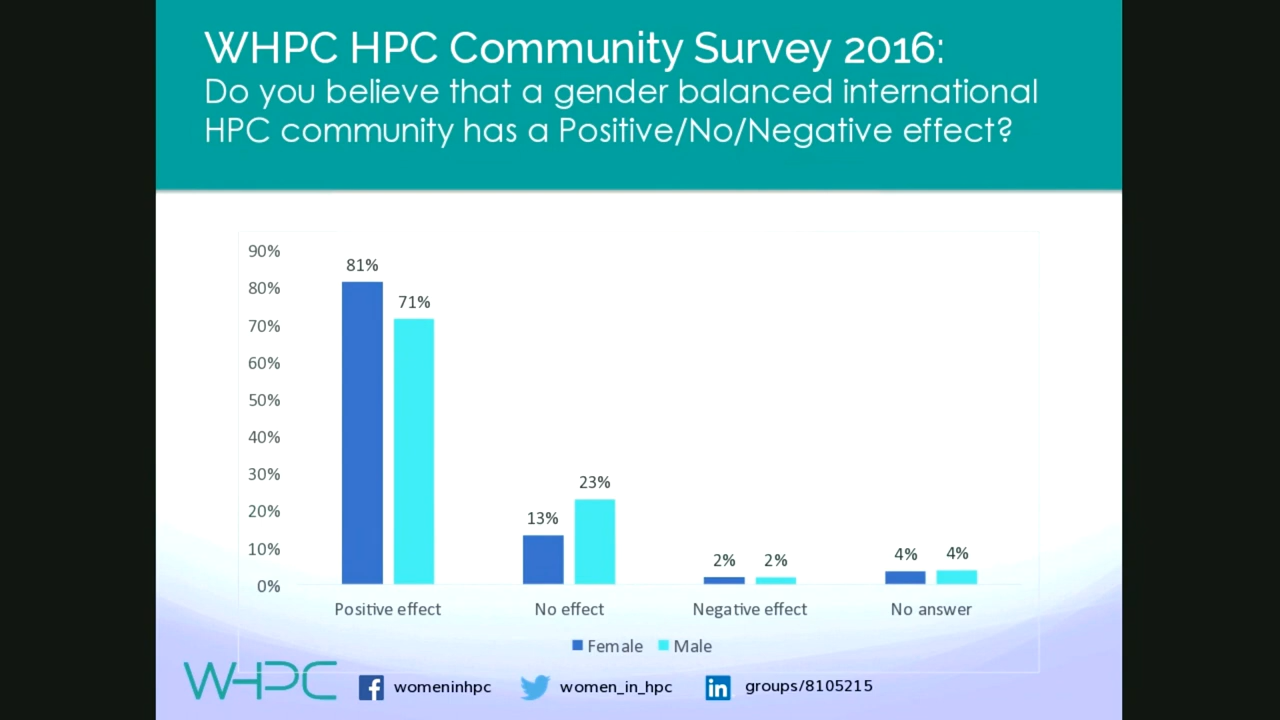 WHPC HPC Community Survey 2016:
Do you believe that a gender balanced international
HPC community has a Positive/No/Negative effect?
90%
80%
70%
60%
50%
40%
30%
20%
10%
0%
81%
71%
13%
23%
2%
2%
4%
4%
Positive effect
No effect
Negative effect
No answer
Female
Male
WHPC
womeninhpc
women_in_hpc
groups/8105215